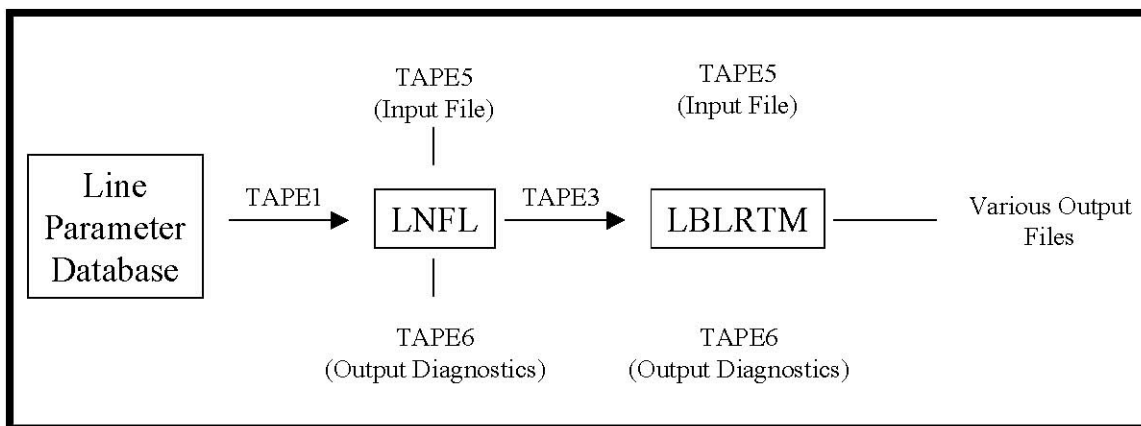 TAPE5
(Input File)
TAPE5
(Input File)
Line
Parameter
Database
TAPE1
LNFL
TAPE3
LBLRTM
Various Output
Files
TAPE6
(Output Diagnostics)
TAPE6
(Output Diagnostics)